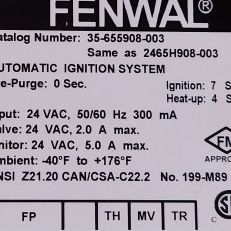 FENWAL®
atalog Number: 35-655908-003
Same as 2465H908-003
UTOMATIC IGNITION SYSTEM
re-Purge: 0 Sec.
Ignition: 7 S
Heat-up: 4 S
put: 24 VAC, 50/60 Hz 300 mA
alve: 24 VAC, 2.0 A max.
nitor: 24 VAC, 5.0 A max.
mbient: -40°F to +176°F
FM
APPRO
NSI Z21.20 CAN/CSA-C22.2 No. 199-M89
FP TH MV TR